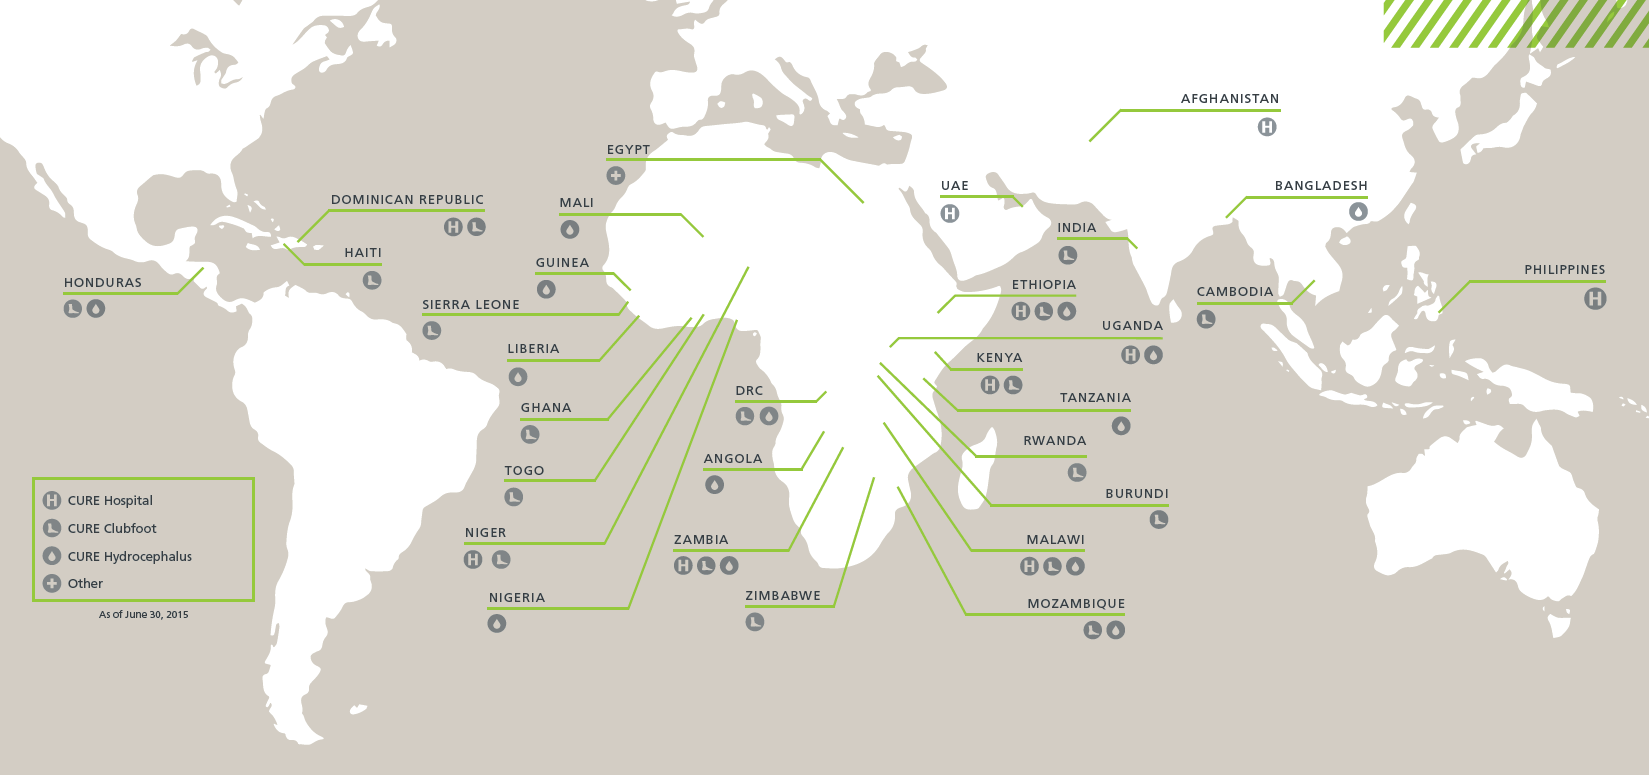 AFGHANISTAN
EGYPT
UAE
BANGLADESH
DOMINICAN REPUBLIC
MALI
INDIA
HAITI
GUINEA
PHILIPPINES
HONDURAS
ETHIOPIA
CAMBODIA
SIERRA LEONE
UGANDA
LIBERIA
KENYA
DRC
TANZANIA
GHANA
RWANDA
ANGOLA
TOGO
BURUNDI
NIGER
ZAMBIA
MALAWI
NIGERIA
ZIMBABWE
MOZAMBIQUE
H CURE Hospital
CURE Clubfoot
CURE Hydrocephalus
Other
As of June 30, 2015